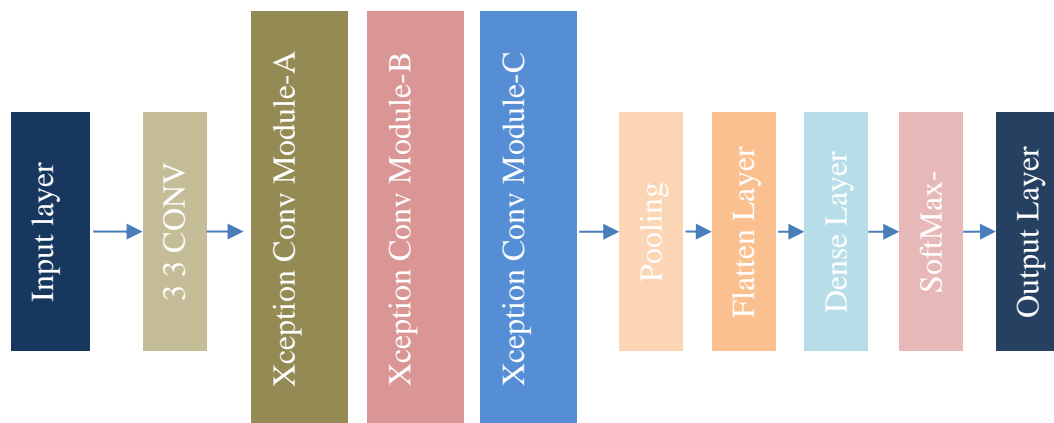 Input layer
3 3 CONV
Xception Conv Module-A
Xception Conv Module-B
Xception Conv Module-C
Pooling
Flatten Layer
Dense Layer
SoftMax-
Output Layer